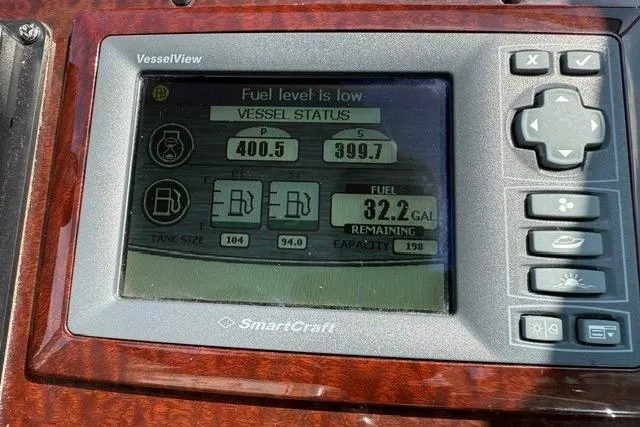 VesselView
Fuel level is low
VESSEL STATUS
P S
400.5 399.7
FUEL
32.2 GAL
REMAINING
TANK SIZE 104 94.0 CAPACITY 198
SmartCraft